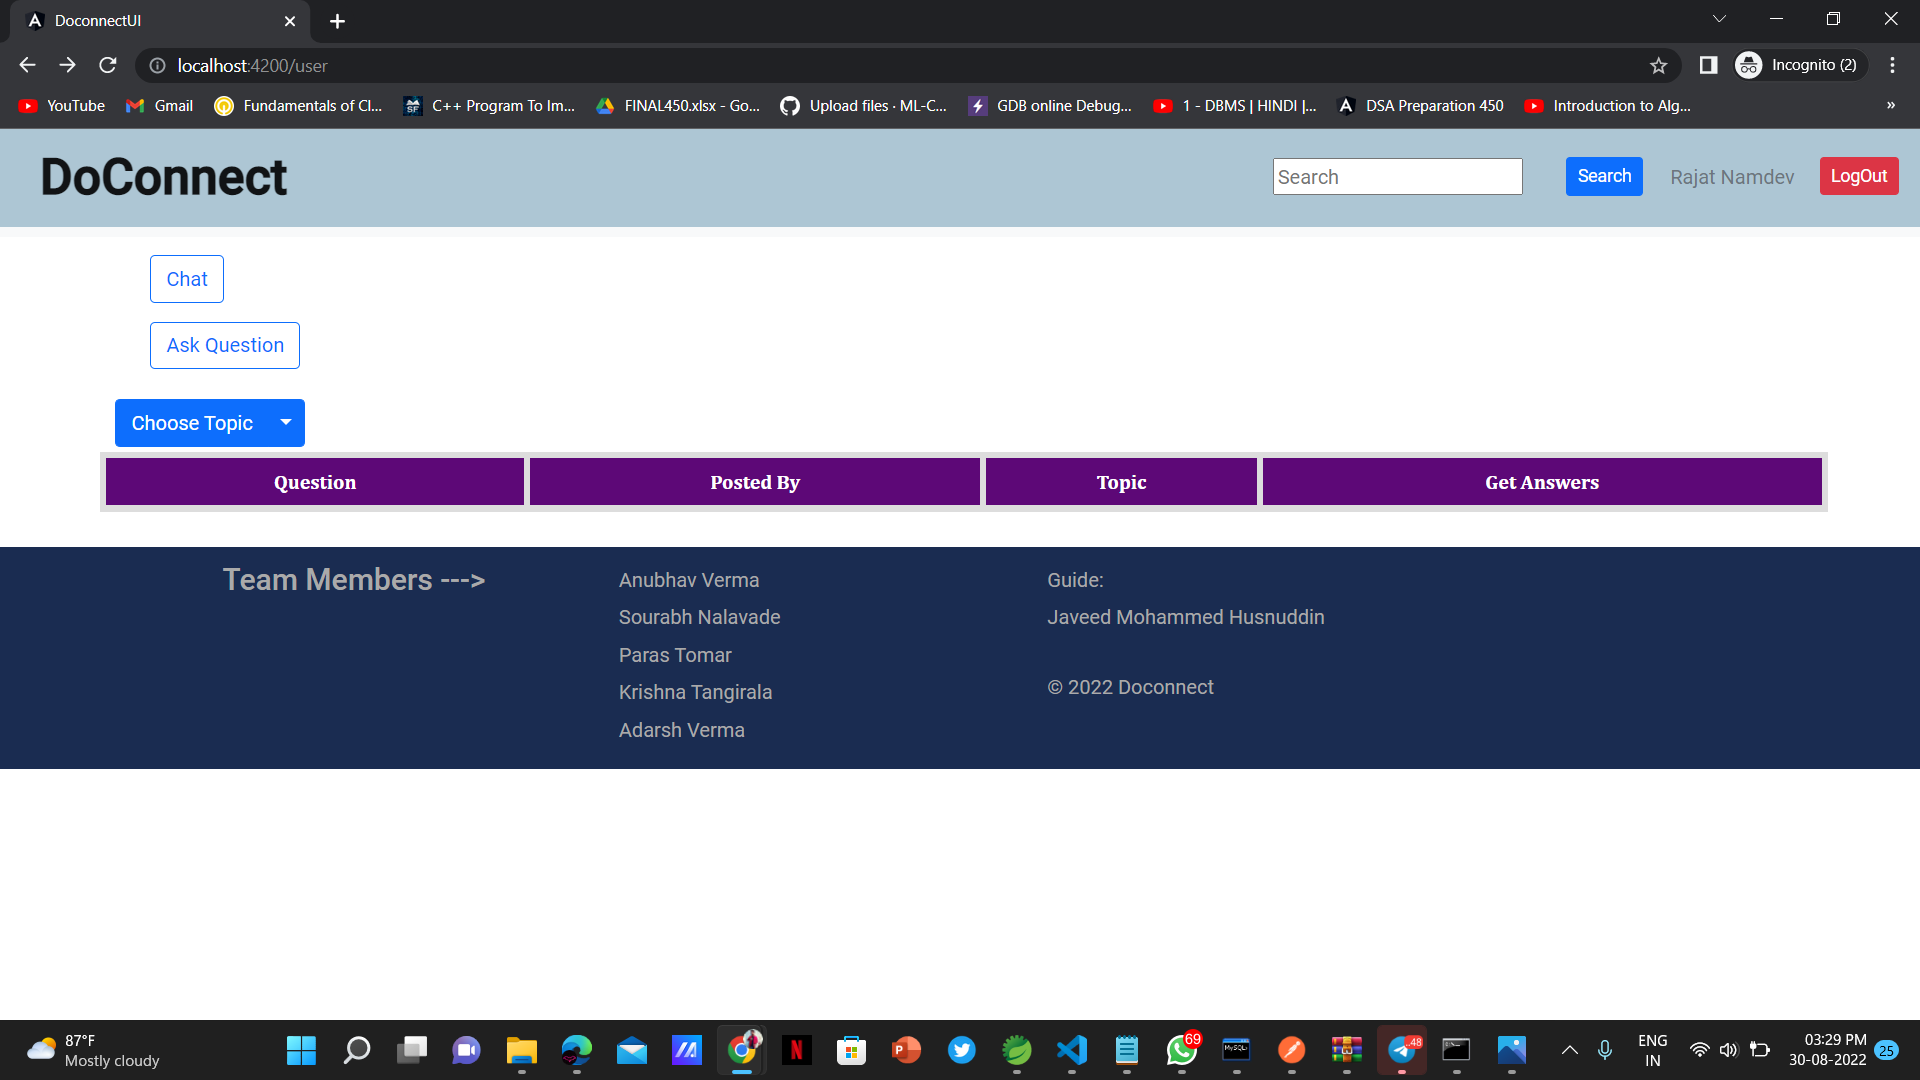 DoconnectUI
localhost:4200/user
Incognito (2)
YouTube
Gmail
Fundamentals of Cl...
C++ Program To Im...
FINAL450.xlsx - Go...
Upload files · ML-C...
GDB online Debug...
1 - DBMS | HINDI |...
DSA Preparation 450
Introduction to Alg...
»
DoConnect
Search
Search
Rajat Namdev
LogOut
Chat
Ask Question
Choose Topic
Question
Posted By
Topic
Get Answers
Team Members --->
Anubhav Verma
Sourabh Nalavade
Paras Tomar
Krishna Tangirala
Adarsh Verma
Guide:
Javeed Mohammed Husnuddin
© 2022 Doconnect
87°F
Mostly cloudy
69
MySQL
.48
ENG
IN
03:29 PM
30-08-2022
25